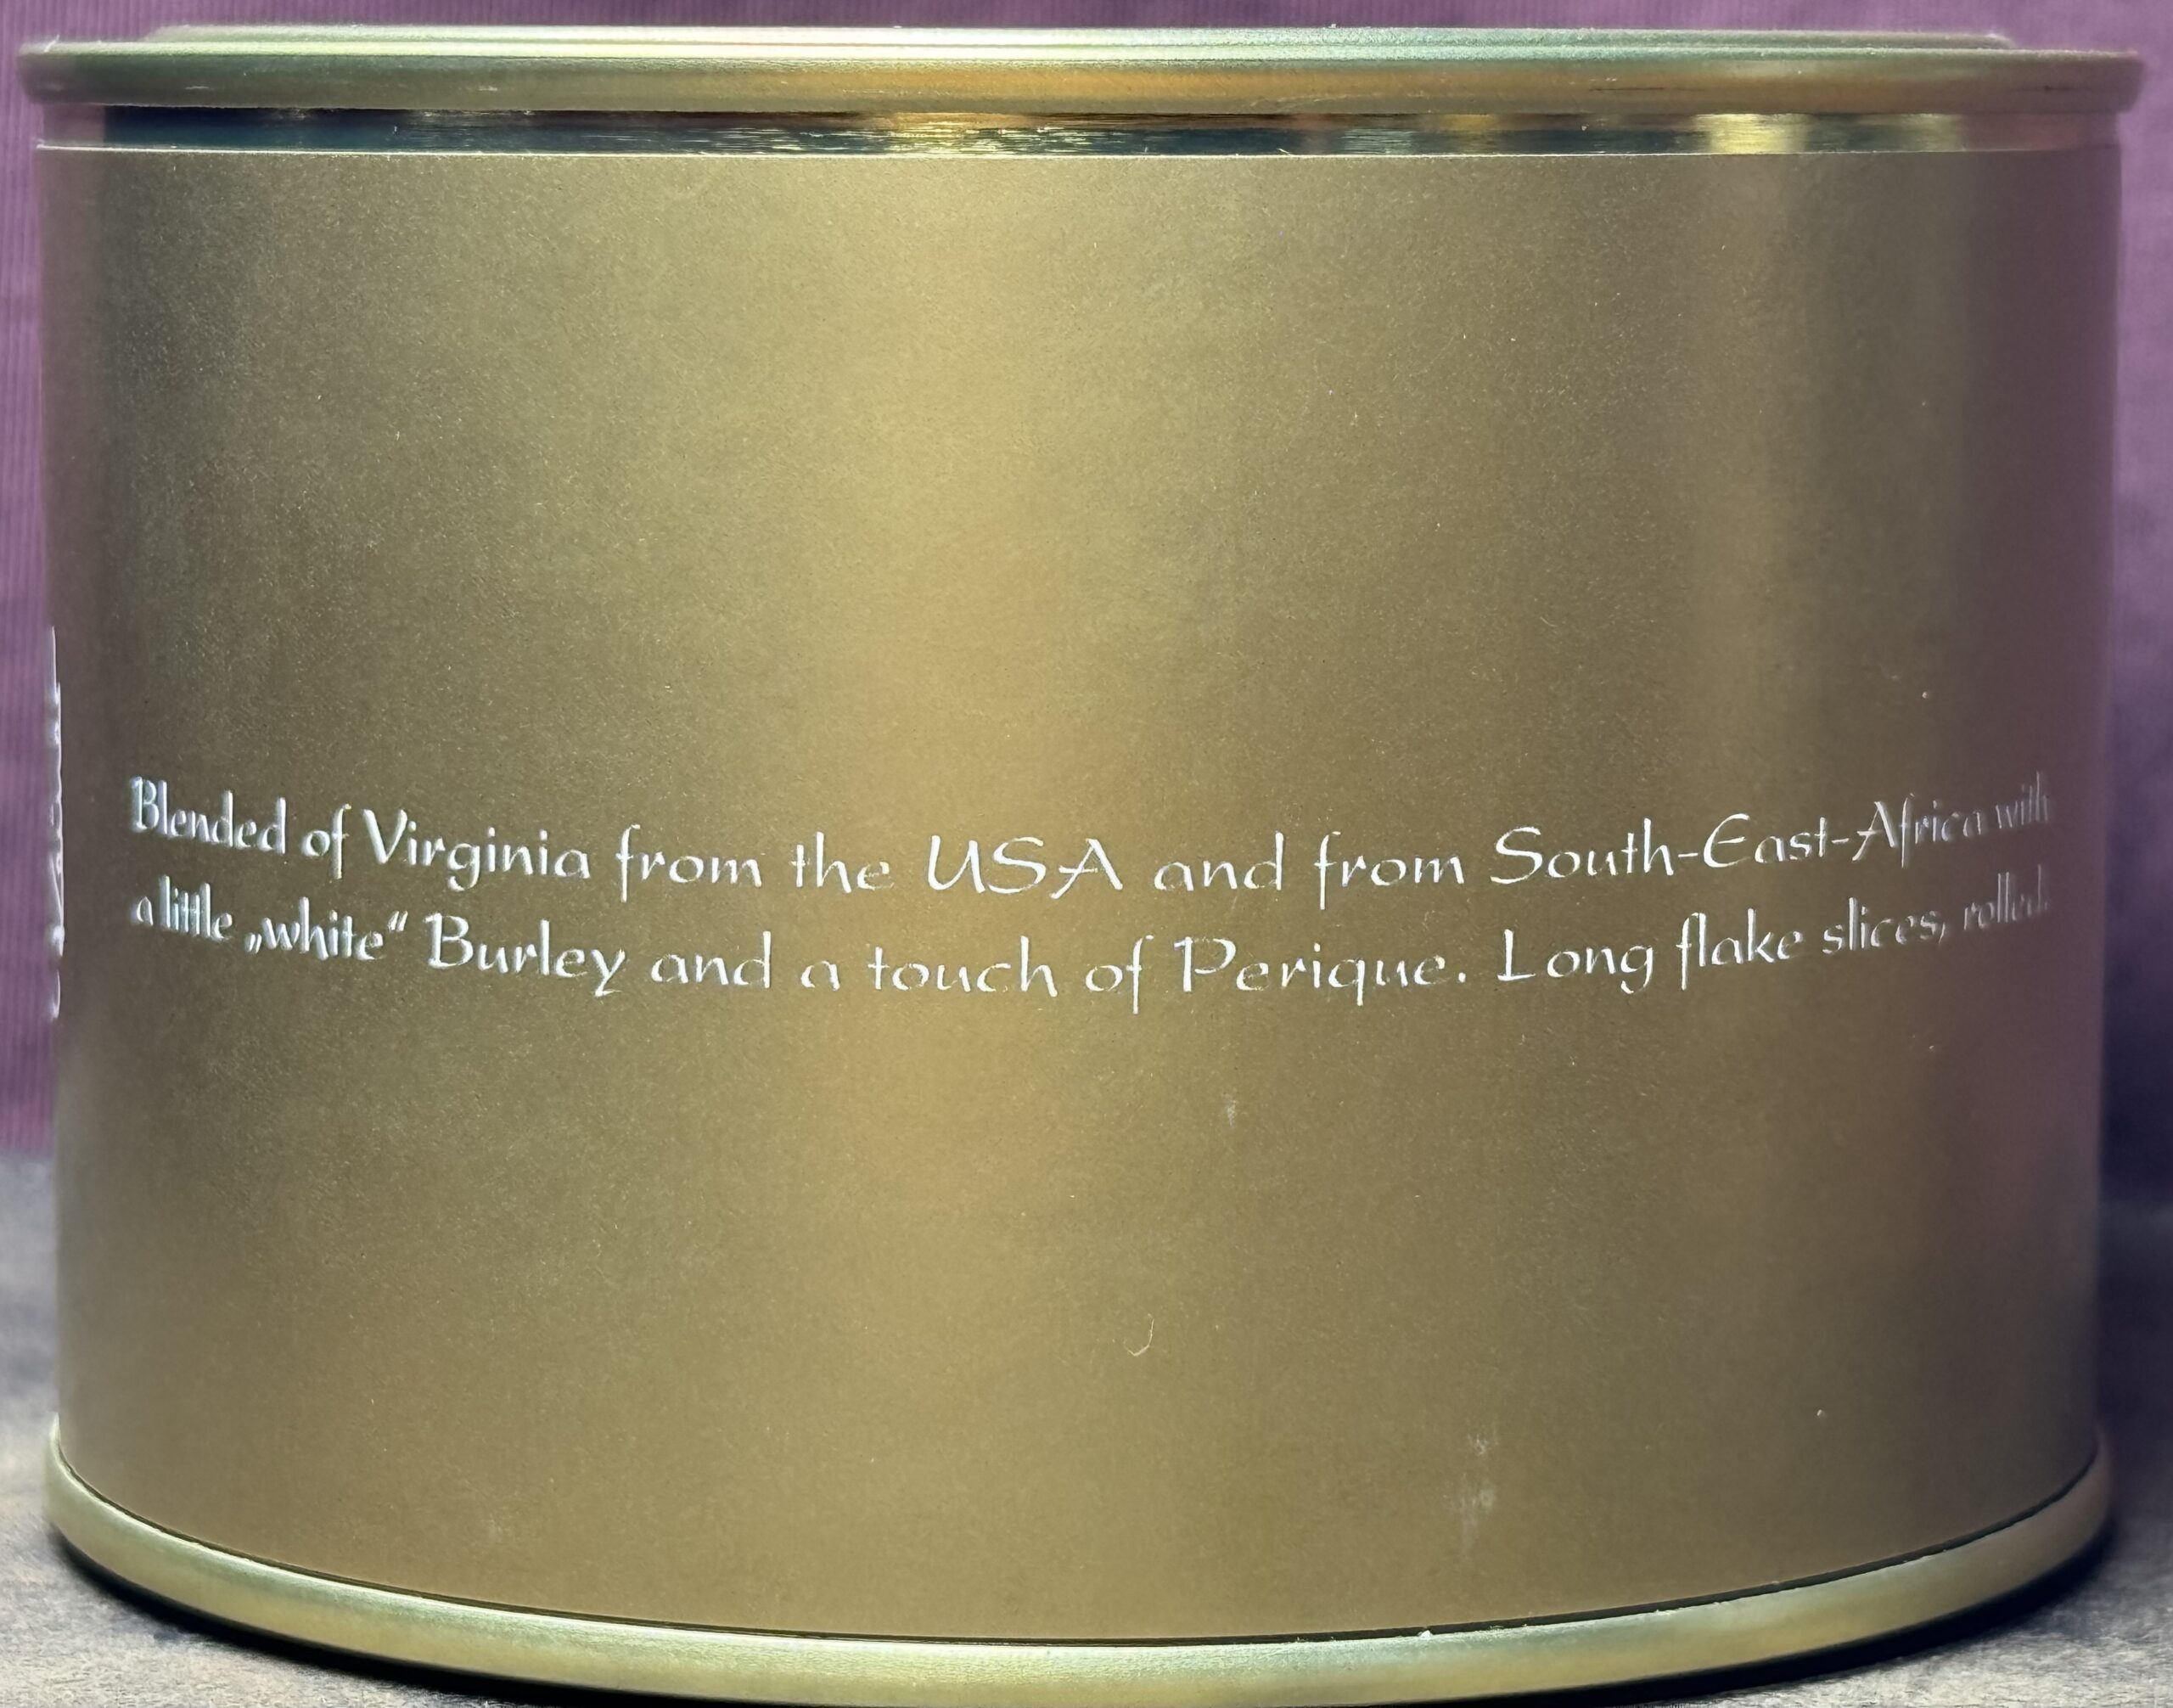 Blended of Virginia from the USA and from South-East-Africa with
a little „white“ Burley and a touch of Perique. Long flake slices, rolled.